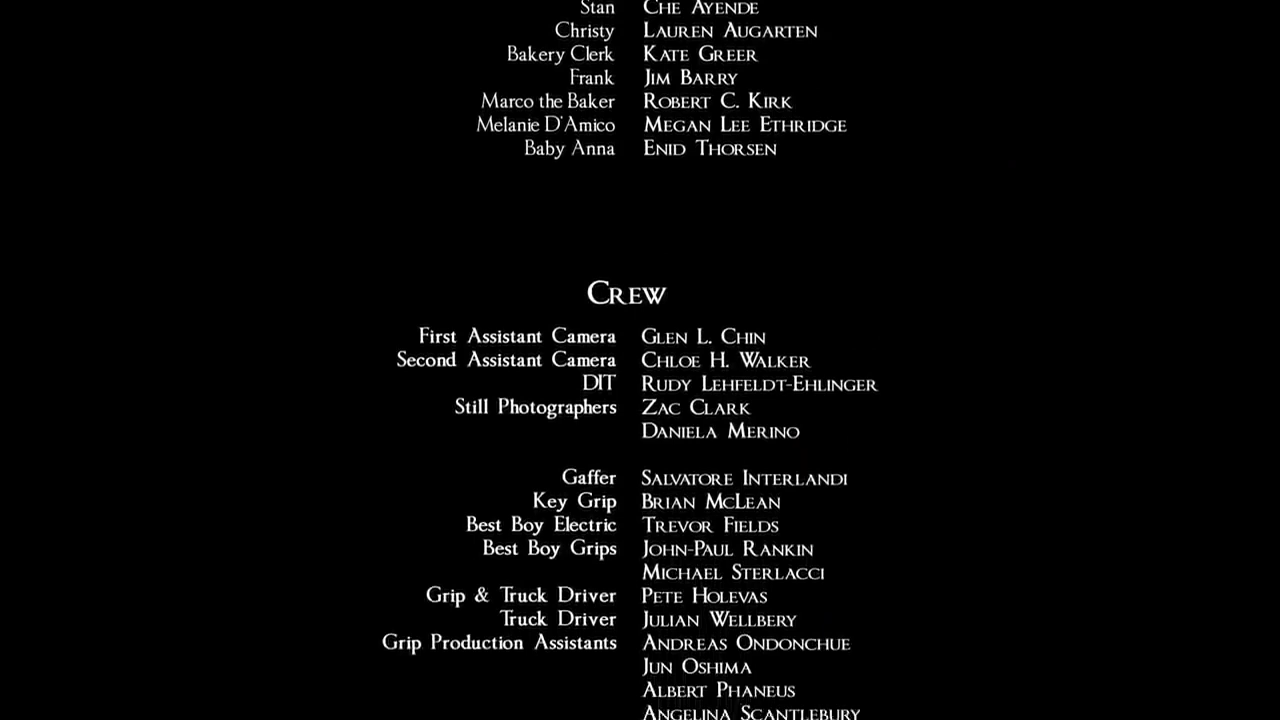 Stan CHE AYENDE
Christy LAUREN AUGARTEN
Bakery Clerk KATE GREER
Frank JIM BARRY
Marco the Baker ROBERT C. KIRK
Melanie D'Amico MEGAN LEE ETHRIDGE
Baby Anna ENID THORSEN
CREW
First Assistant Camera GLEN L. CHIN
Second Assistant Camera CHLOE H. WALKER
DIT RUDY LEHFELDT-EHLINGER
Still Photographers ZAC CLARK
DANIELA MERINO
Gaffer SALVATORE INTERLANDI
Key Grip BRIAN MCLEAN
Best Boy Electric TREVOR FIELDS
Best Boy Grips JOHN-PAUL RANKIN
MICHAEL STERLACCI
Grip & Truck Driver PETE HOLEVAS
Truck Driver JULIAN WELLBERY
Grip Production Assistants ANDREAS ONDONCHUE
JUN OSHIMA
ALBERT PHANEUS
ANGELINA SCANTLEBURY